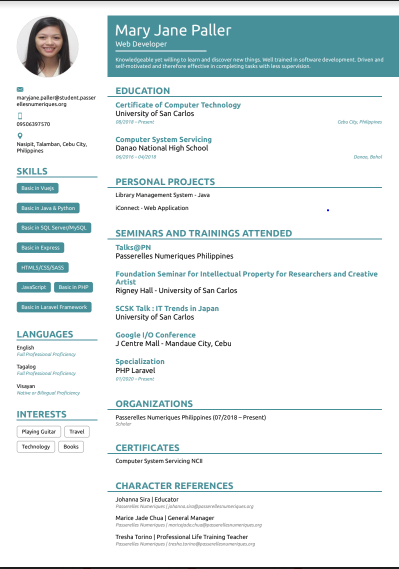 Mary Jane Paller
Web Developer
Knowledgeable yet willing to learn and discover new things. Well trained in software development. Driven and
self-motivated and therefore effective in completing tasks with less supervision.
maryjane.paller@student.passer
ellesnumeriques.org
09506397570
Nasipit, Talamban, Cebu City,
Philippines
SKILLS
Basic in Vuejs
Basic in Java & Python
Basic in SQL Server/MySQL
Basic in Express
HTML5/CSS/SASS
JavaScript
Basic in PHP
Basic in Laravel Framework
LANGUAGES
English
Full Professional Proficiency
Tagalog
Full Professional Proficiency
Visayan
Native or Bilingual Proficiency
INTERESTS
Playing Guitar
Travel
Technology
Books
EDUCATION
Certificate of Computer Technology
University of San Carlos
08/2018 – Present
Cebu City, Philippines
Computer System Servicing
Danao National High School
06/2016 – 04/2018
Danao, Bohol
PERSONAL PROJECTS
Library Management System - Java
iConnect - Web Application
SEMINARS AND TRAININGS ATTENDED
Talks@PN
Passerelles Numeriques Philippines
Foundation Seminar for Intellectual Property for Researchers and Creative
Artist
Rigney Hall - University of San Carlos
SCSK Talk : IT Trends in Japan
University of San Carlos
Google I/O Conference
J Centre Mall - Mandaue City, Cebu
Specialization
PHP Laravel
01/2020 – Present
ORGANIZATIONS
Passerelles Numeriques Philippines (07/2018 – Present)
Scholar
CERTIFICATES
Computer System Servicing NCII
CHARACTER REFERENCES
Johanna Sira | Educator
Passerelles Numeriques | johanna.sira@passerellesnumeriques.org
Marice Jade Chua | General Manager
Passerelles Numeriques | maricejade.chua@passerellesnumeriques.org
Tresha Torino | Professional Life Training Teacher
Passerelles Numeriques | tresha.torino@passerellesnumeriques.org